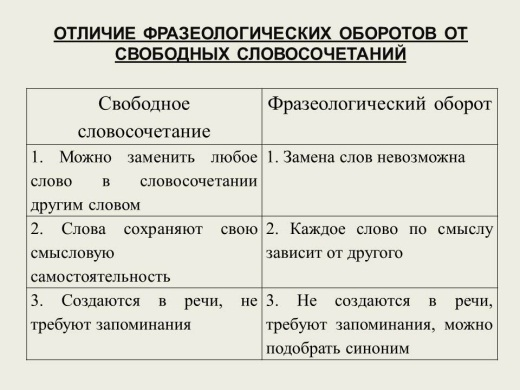 ОТЛИЧИЕ ФРАЗЕОЛОГИЧЕСКИХ ОБОРОТОВ ОТ
СВОБОДНЫХ СЛОВОСОЧЕТАНИЙ
Свободное
словосочетание
Фразеологический оборот
1. Можно заменить любое
слово в словосочетании
другим словом
1. Замена слов невозможна
2. Слова сохраняют свою
смысловую
самостоятельность
2. Каждое слово по смыслу
зависит от другого
3. Создаются в речи, не
требуют запоминания
3. Не создаются в речи,
требуют запоминания, можно
подобрать синоним